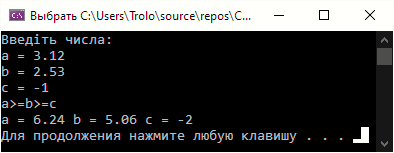 Выбрать C:\Users\Trolo\source\repos\C...
Введіть числа:
a = 3.12
b = 2.53
c = -1
a>=b>=c
a = 6.24 b = 5.06 c = -2
Для продолжения нажмите любую клавишу . . .